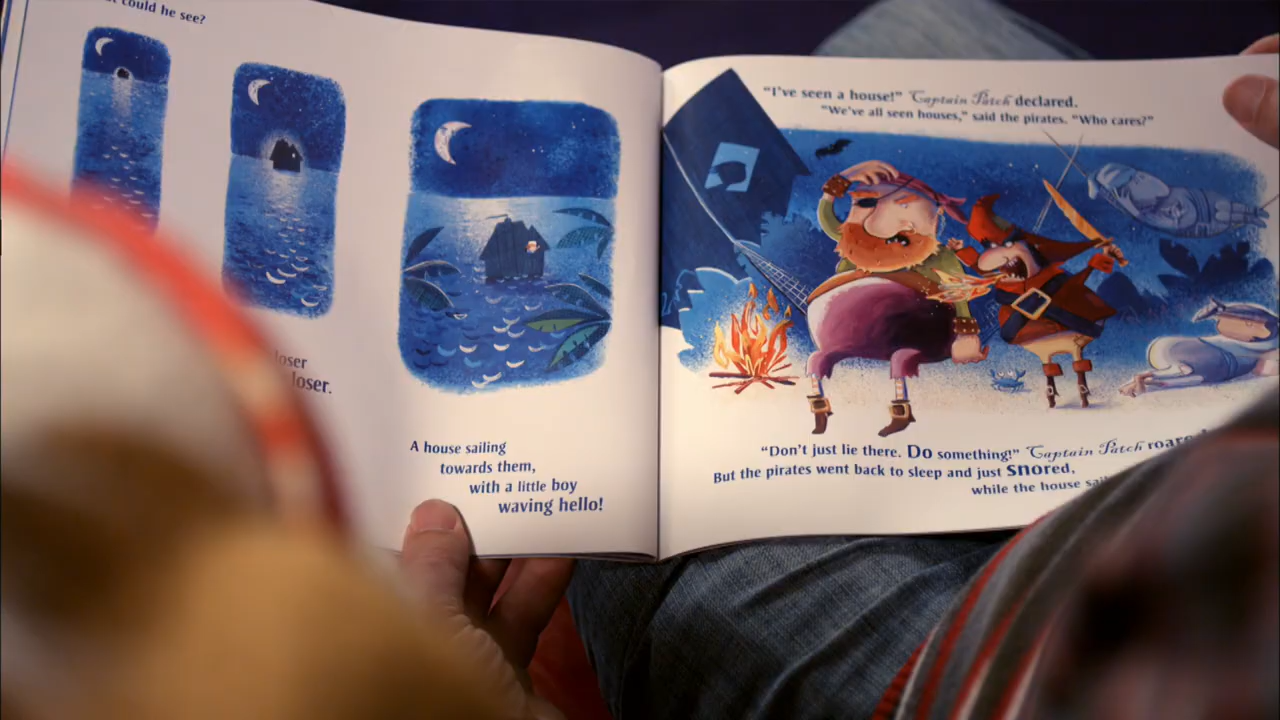 could he see?
loser
loser.
A house sailing
towards them,
with a little boy
waving hello!
"I've seen a house!" Captain Patch declared.
"We've all seen houses," said the pirates. "Who cares?"
"Don't just lie there. Do something!" Captain Patch roare
But the pirates went back to sleep and just snored,
while the house sai